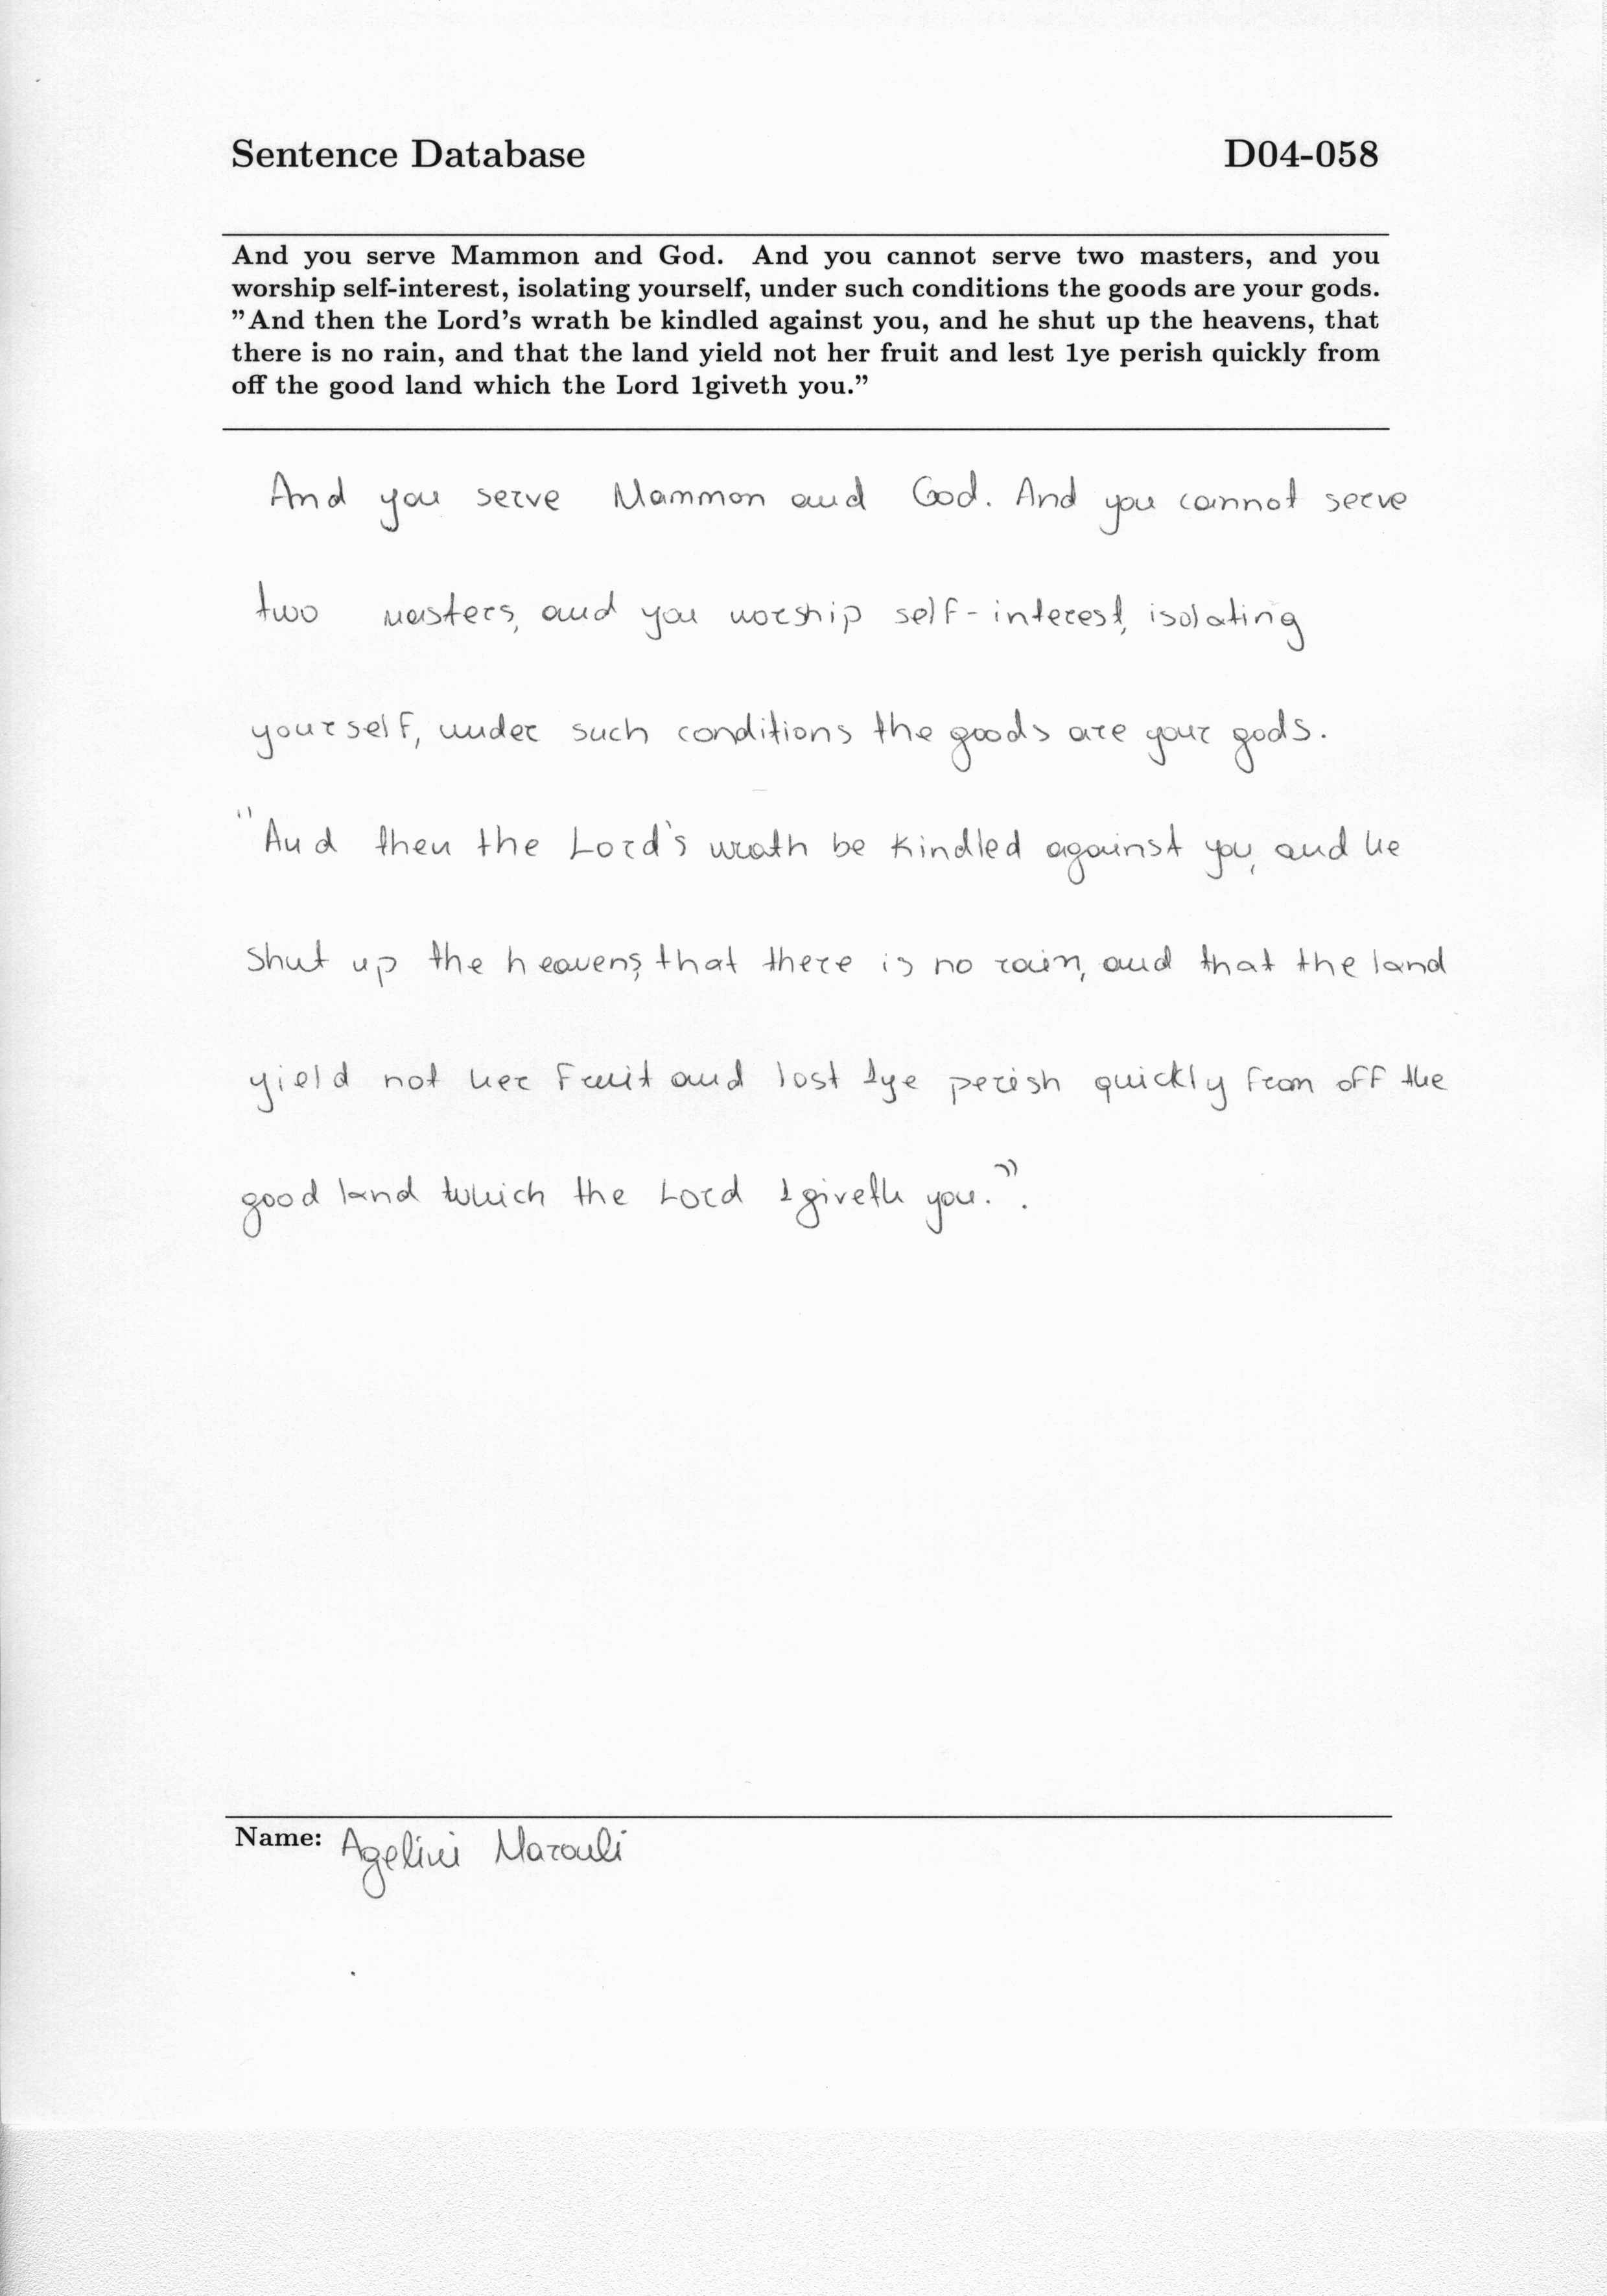 Sentence Database D04-058
And you serve Mammon and God. And you cannot serve two masters, and you
worship self-interest, isolating yourself, under such conditions the goods are your gods.
”And then the Lord’s wrath be kindled against you, and he shut up the heavens, that
there is no rain, and that the land yield not her fruit and lest 1ye perish quickly from
off the good land which the Lord 1giveth you.”
And you serve Mammon and God. And you cannot serve
two masters, and you worship self-interest, isolating
yourself, under such conditions the goods are your gods.
"And then the Lord's wrath be kindled against you, and he
shut up the heavens, that there is no rain, and that the land
yield not her fruit and lost 1ye perish quickly from off the
good land which the Lord 1giveth you.".
Name: Agelini Marouli